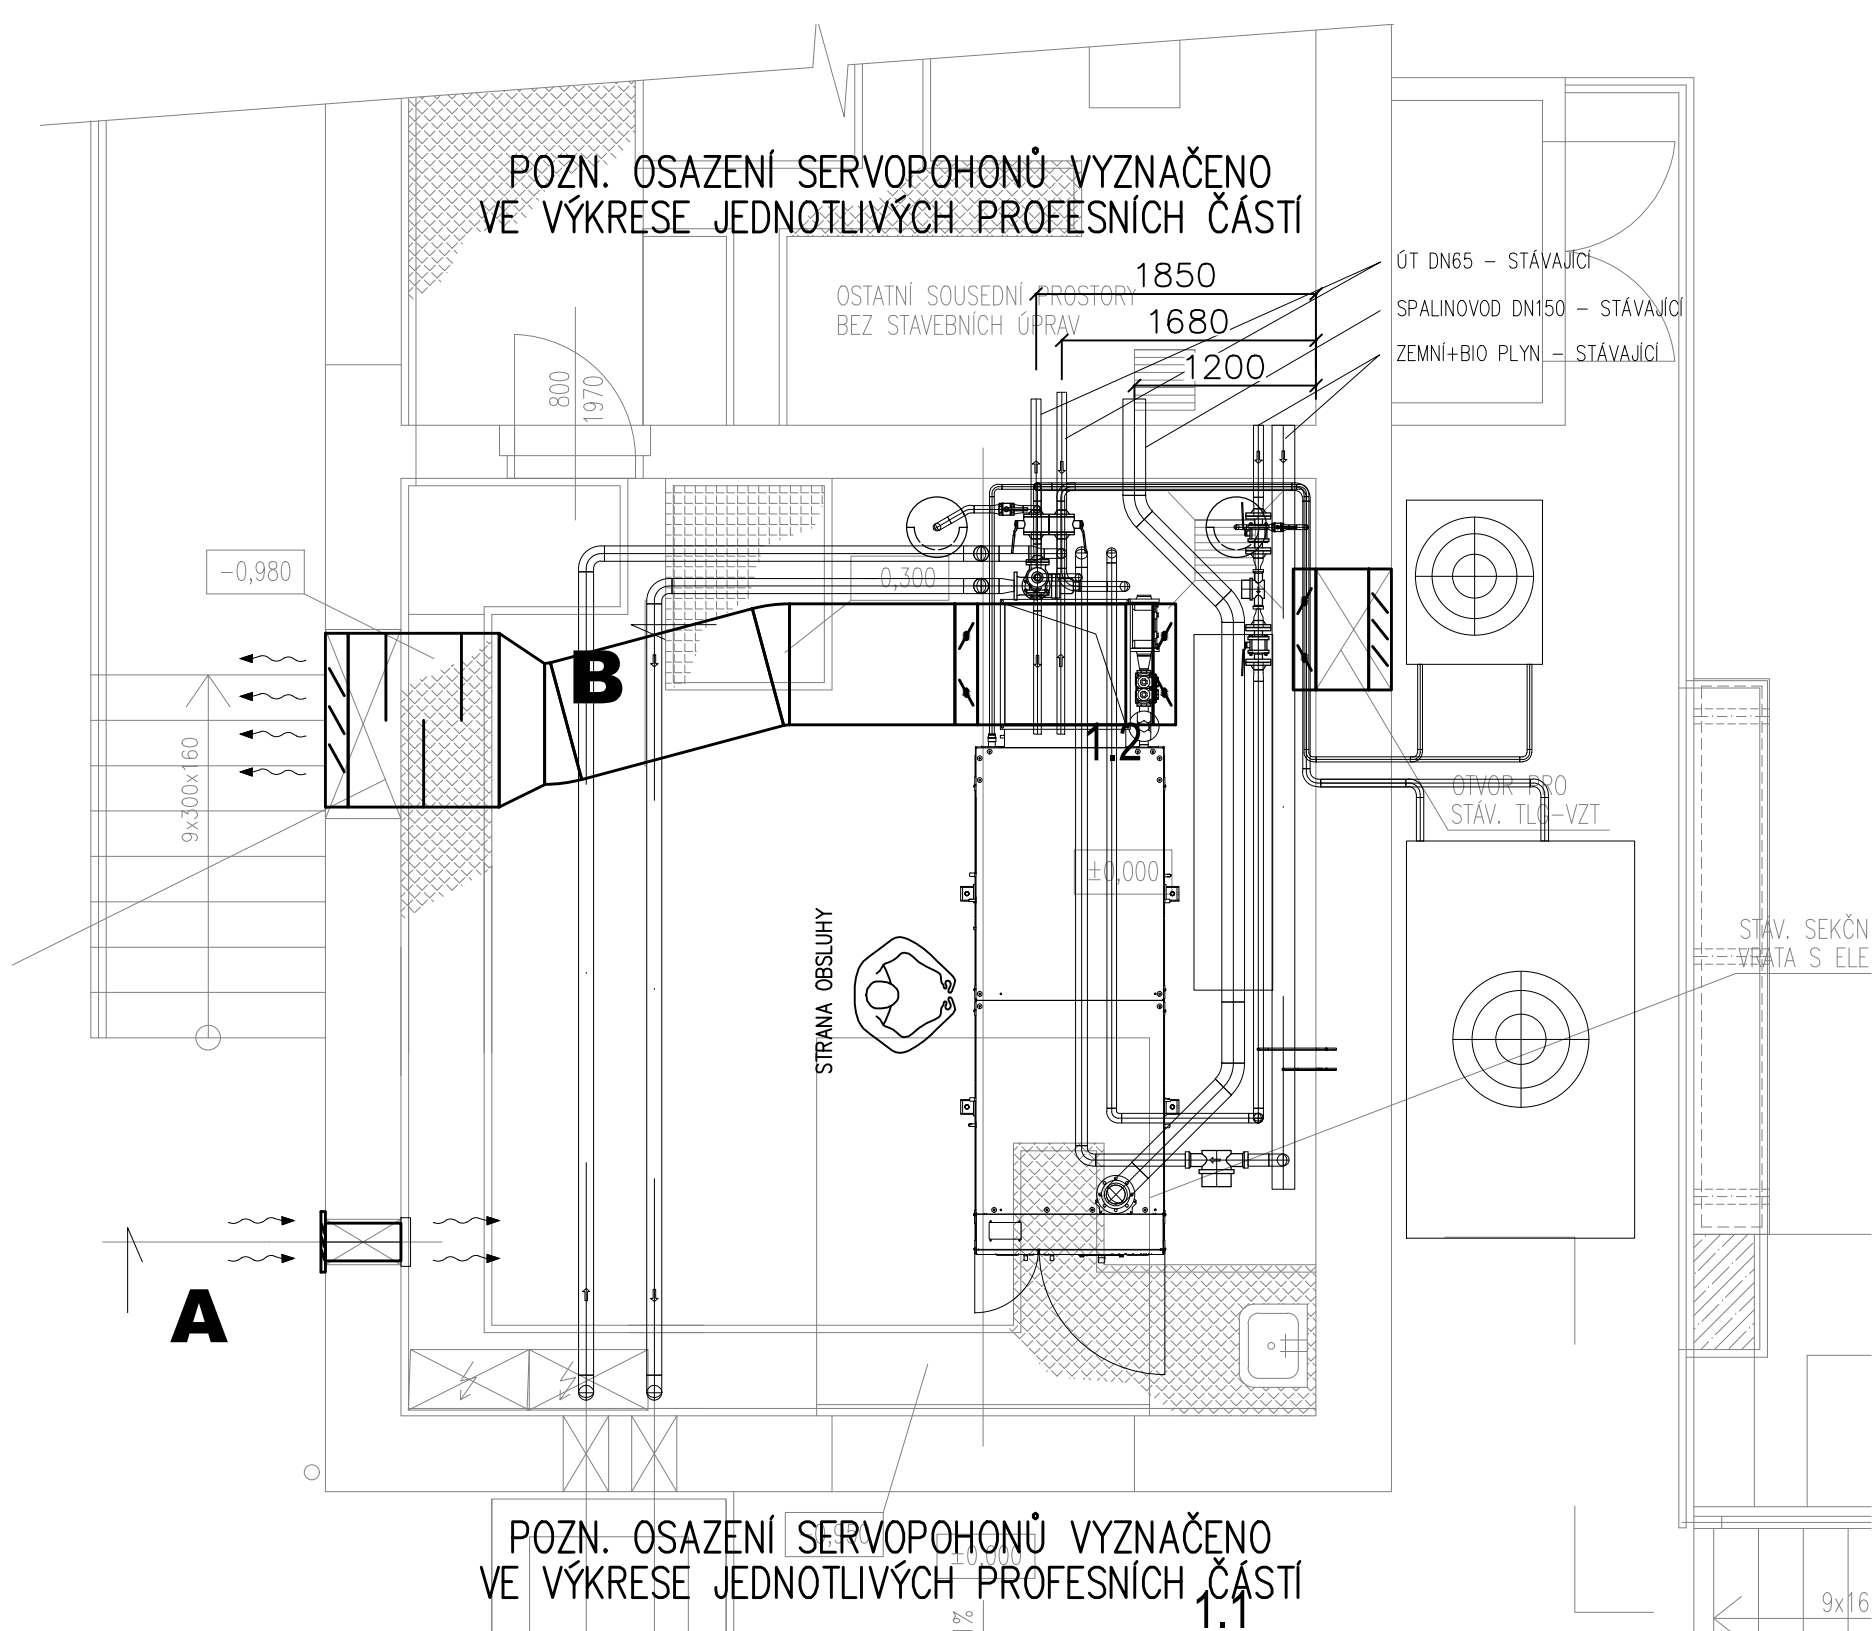 POZN. OSAZENÍ SERVOPOHONŮ VYZNAČENO
VE VÝKRESE JEDNOTLIVÝCH PROFESNÍCH ČÁSTÍ
ÚT DN65 – STÁVAJÍCÍ
1850
OSTATNÍ SOUSEDNÍ PROSTORY
BEZ STAVEBNÍCH ÚPRAV
SPALINOVOD DN150 – STÁVAJÍCÍ
1680
ZEMNÍ+BIO PLYN – STÁVAJÍCÍ
1200
800
1970
-0,980
0,300
B
1.2
9x300x160
OTVOR PRO
STÁV. TLG-VZT
±0,000
STRANA OBSLUHY
STÁV. SEKČN
VRATA S ELE
A
POZN. OSAZENÍ SERVOPOHONŮ VYZNAČENO
VE VÝKRESE JEDNOTLIVÝCH PROFESNÍCH ČÁSTÍ
±0,000
1.1
9x16
1%